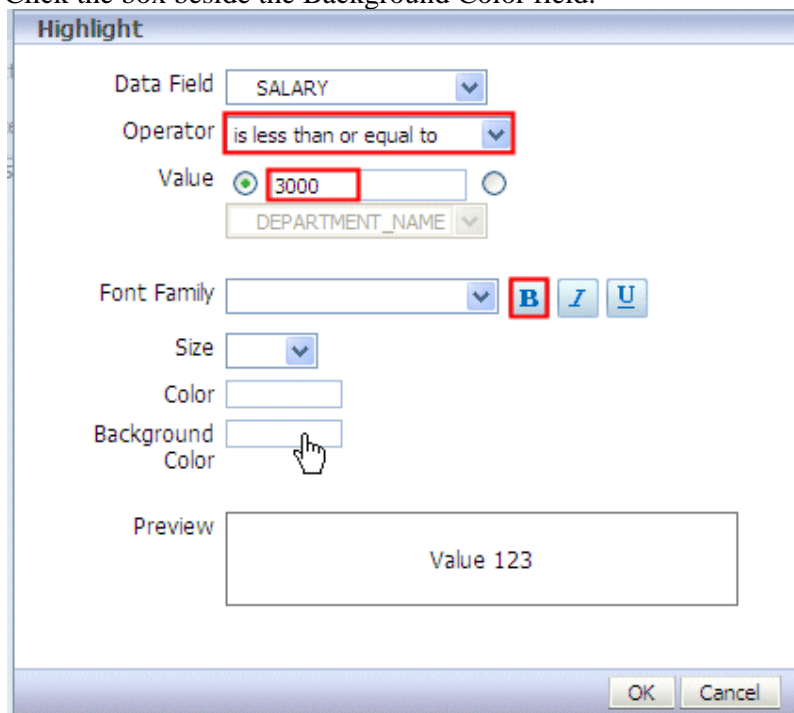 Click the box beside the Background Color field.
Highlight
Data Field SALARY
Operator is less than or equal to
Value 3000
DEPARTMENT_NAME
Font Family B I U
Size
Color
Background
Color
Preview
Value 123
OK Cancel